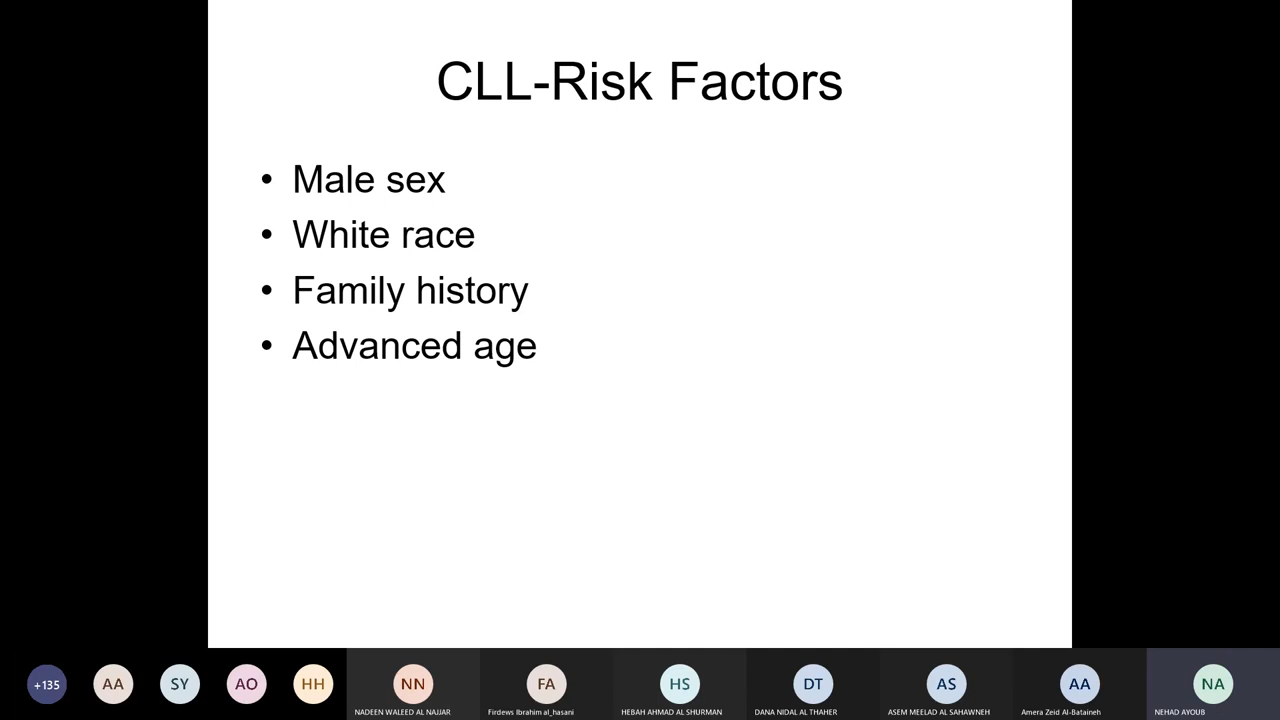 CLL-Risk Factors
• Male sex
• White race
• Family history
• Advanced age
+135 AA SY AO HH NN FA HS DT AS AA NA
NADEEN WALEED AL NAJJAR Firdews Ibrahim al_hasani HEBAH AHMAD AL SHURMAN DANA NIDAL AL THAHER ASEM MEELAD AL SAHAWNEH Amera Zeid Al-Bataineh NEHAD AYOUB